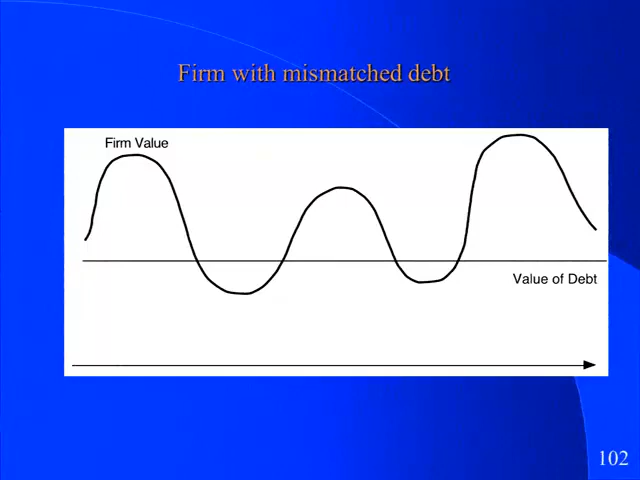 Firm with mismatched debt
Firm Value
Value of Debt
102